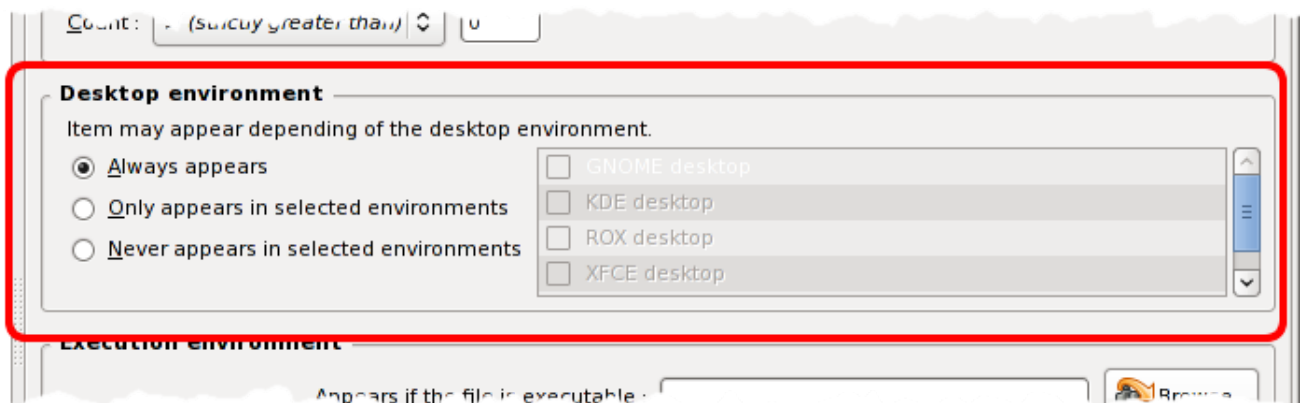 Count : (strictly greater than) 0
Desktop environment
Item may appear depending of the desktop environment.
Always appears
Only appears in selected environments
Never appears in selected environments
GNOME desktop
KDE desktop
ROX desktop
XFCE desktop
Execution environment
Appears if the file is executable : Browse